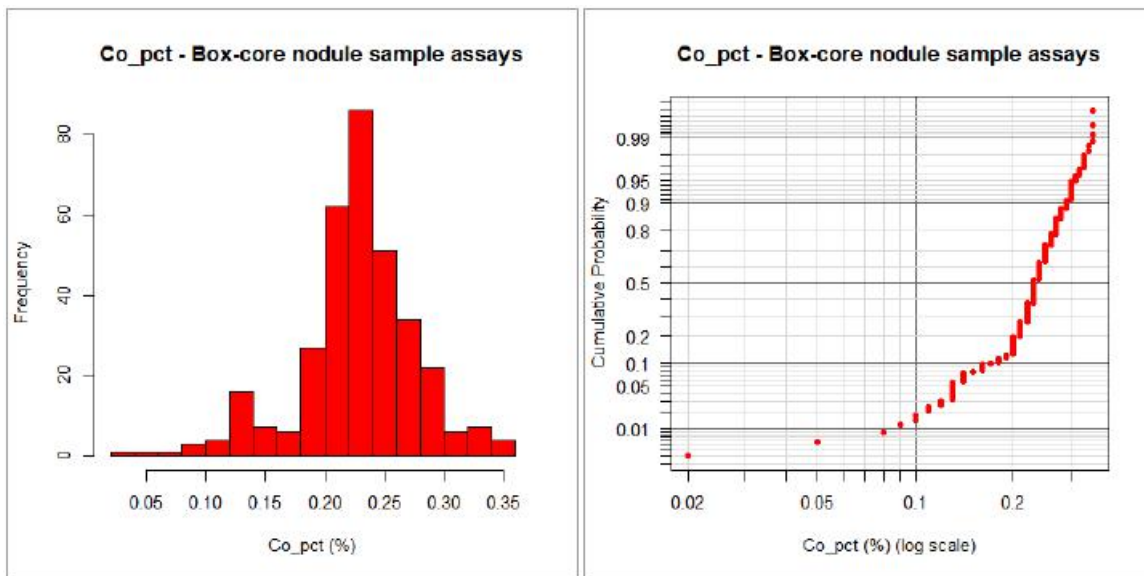 Co_pct - Box-core nodule sample assays
Frequency
80
60
40
20
0
0.05 0.10 0.15 0.20 0.25 0.30 0.35
Co_pct (%)
Co_pct - Box-core nodule sample assays
Cumulative Probability
0.99
0.95
0.9
0.8
0.5
0.2
0.1
0.05
0.01
0.02 0.05 0.1 0.2
Co_pct (%) (log scale)